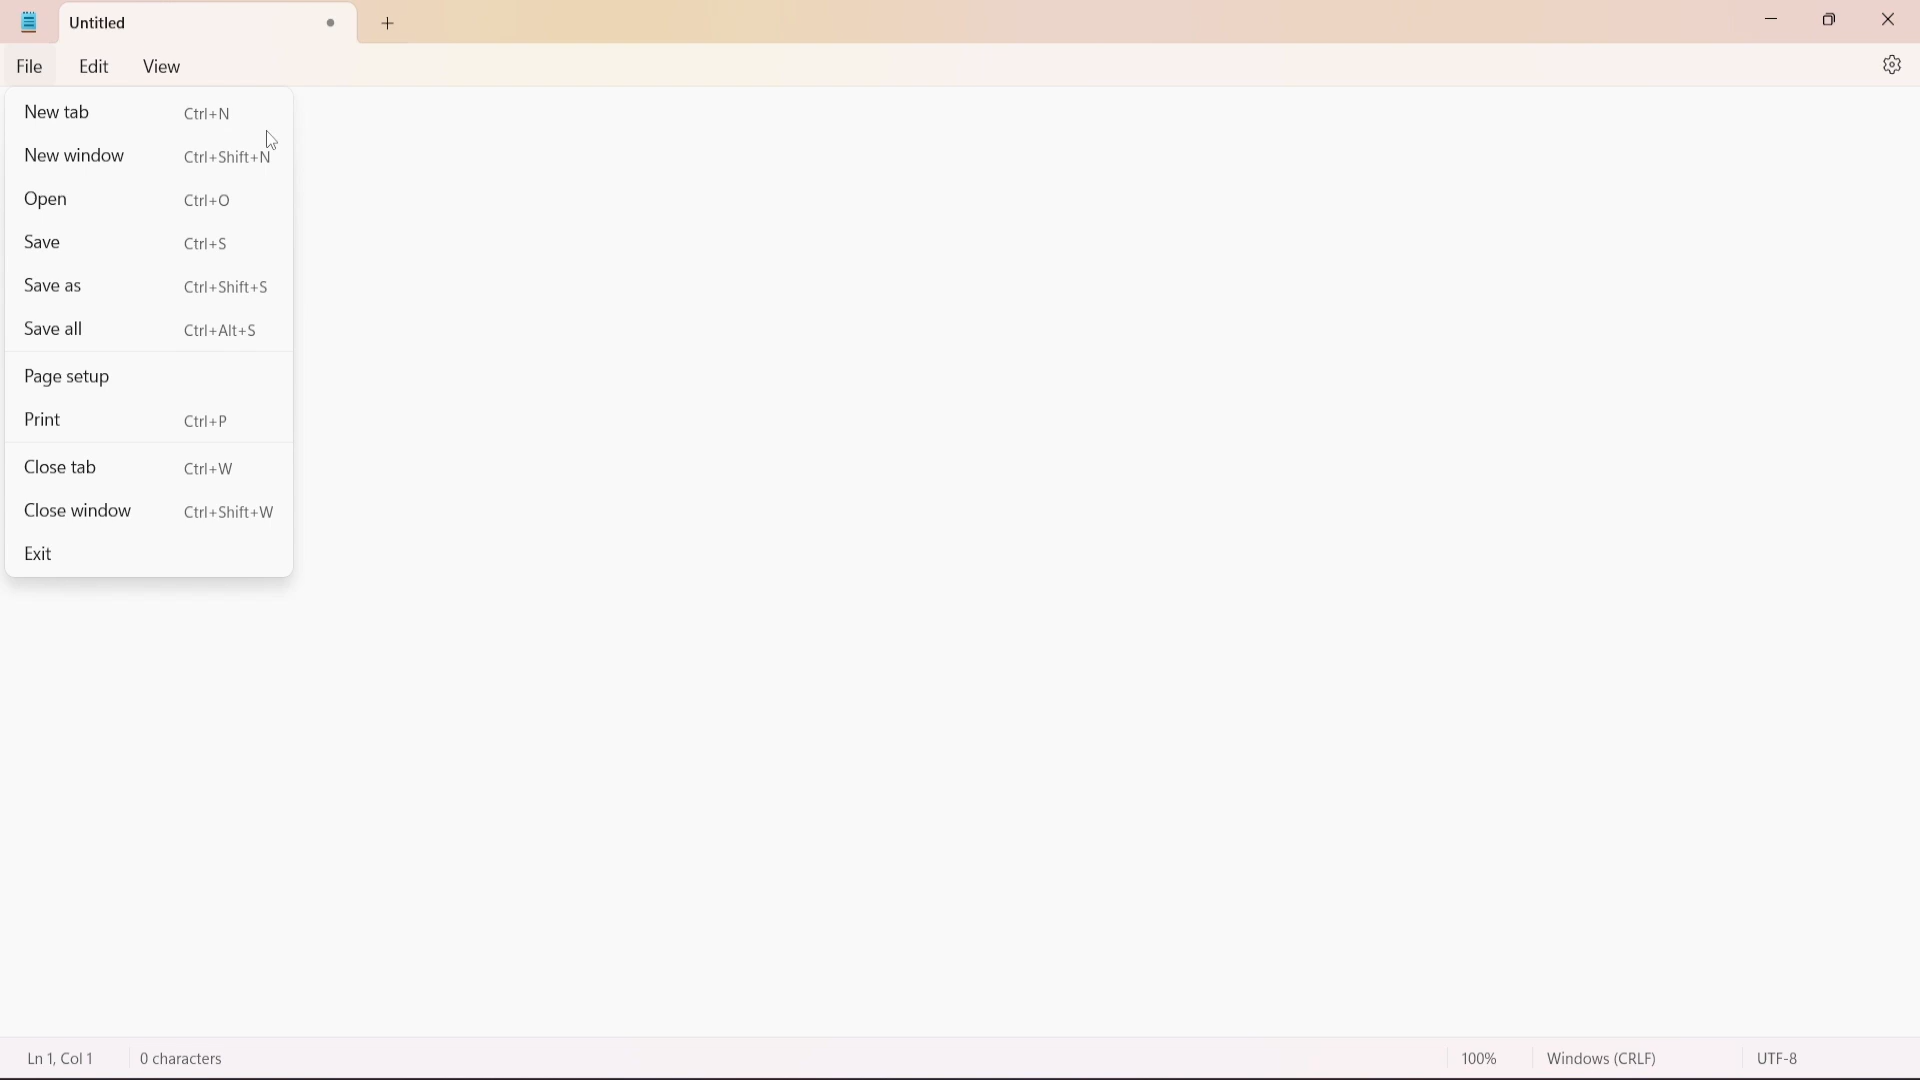 Untitled
File Edit View
New tab Ctrl+N
New window Ctrl+Shift+N
Open Ctrl+O
Save Ctrl+S
Save as Ctrl+Shift+S
Save all Ctrl+Alt+S
Page setup
Print Ctrl+P
Close tab Ctrl+W
Close window Ctrl+Shift+W
Exit
Ln 1, Col 1 0 characters 100% Windows (CRLF) UTF-8